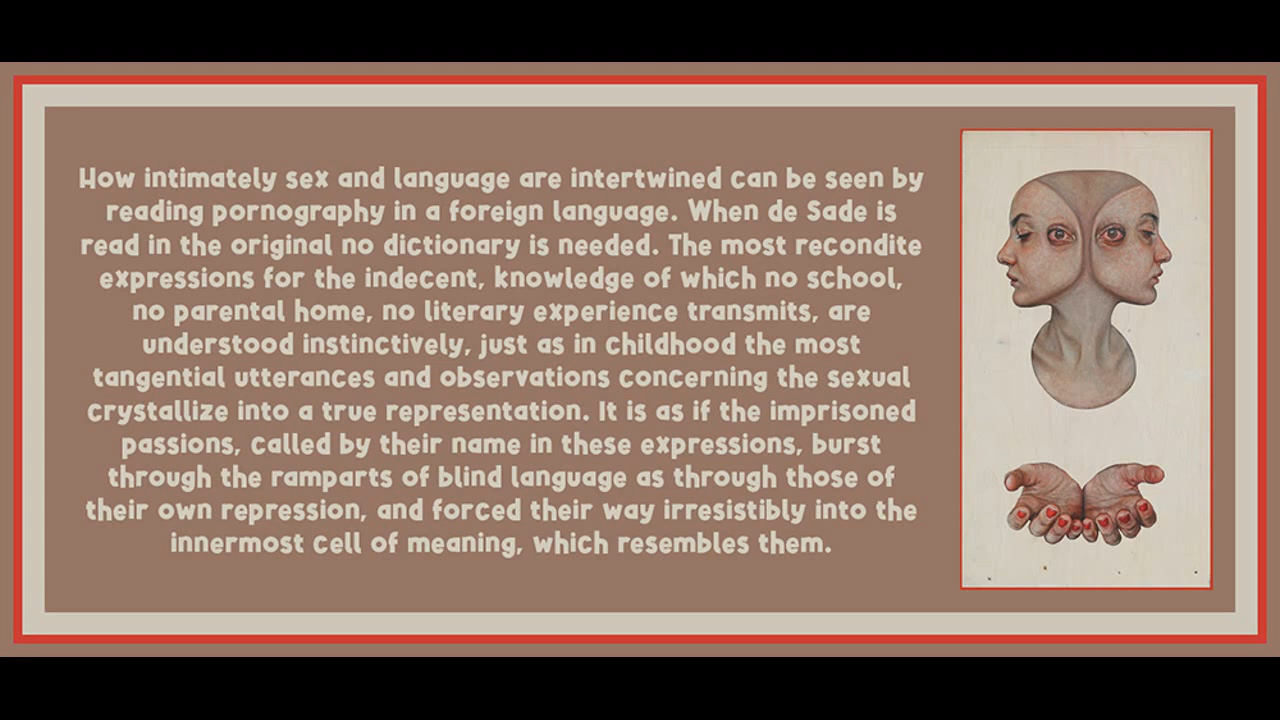 How intimately sex and language are intertwined can be seen by
reading pornography in a foreign language. When de Sade is
read in the original no dictionary is needed. The most recondite
expressions for the indecent, knowledge of which no school,
no parental home, no literary experience transmits, are
understood instinctively, just as in childhood the most
tangential utterances and observations concerning the sexual
crystallize into a true representation. It is as if the imprisoned
passions, called by their name in these expressions, burst
through the ramparts of blind language as through those of
their own repression, and forced their way irresistibly into the
innermost cell of meaning, which resembles them.